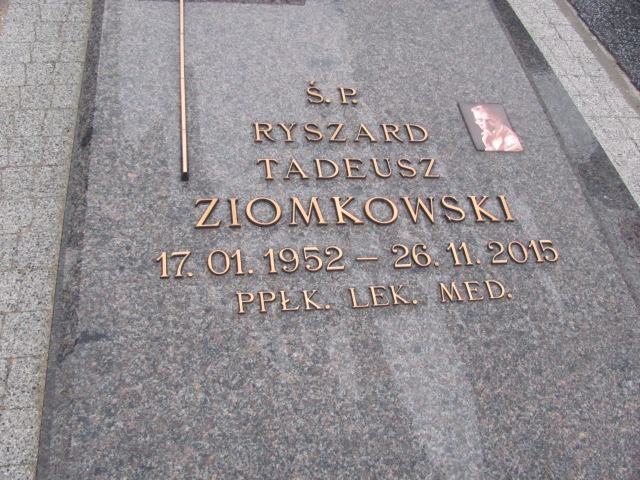 Ś. P.
RYSZARD
TADEUSZ
ZIOMKOWSKI
17.01.1952 – 26.11.2015
PPŁK. LEK. MED.